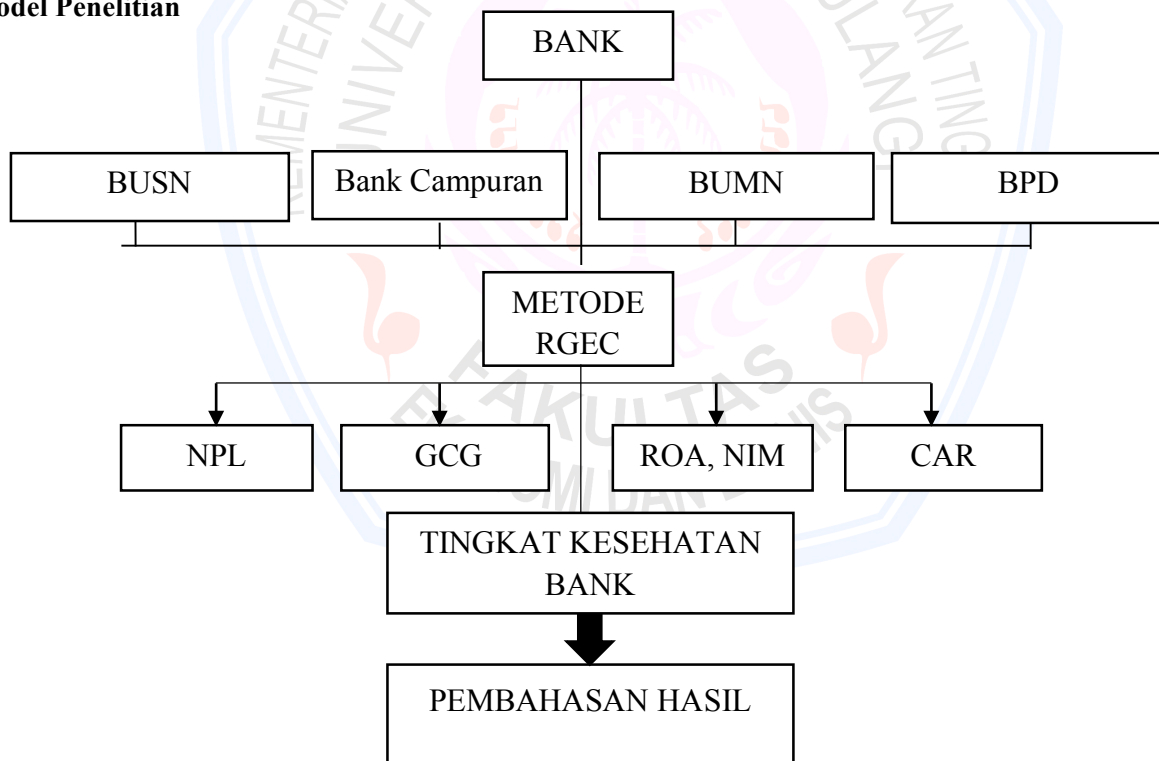 odel Penelitian
BANK
BUSN
Bank Campuran
BUMN
BPD
METODE
RGEC
NPL
GCG
ROA, NIM
CAR
TINGKAT KESEHATAN
BANK
PEMBAHASAN HASIL
FAKULTAS